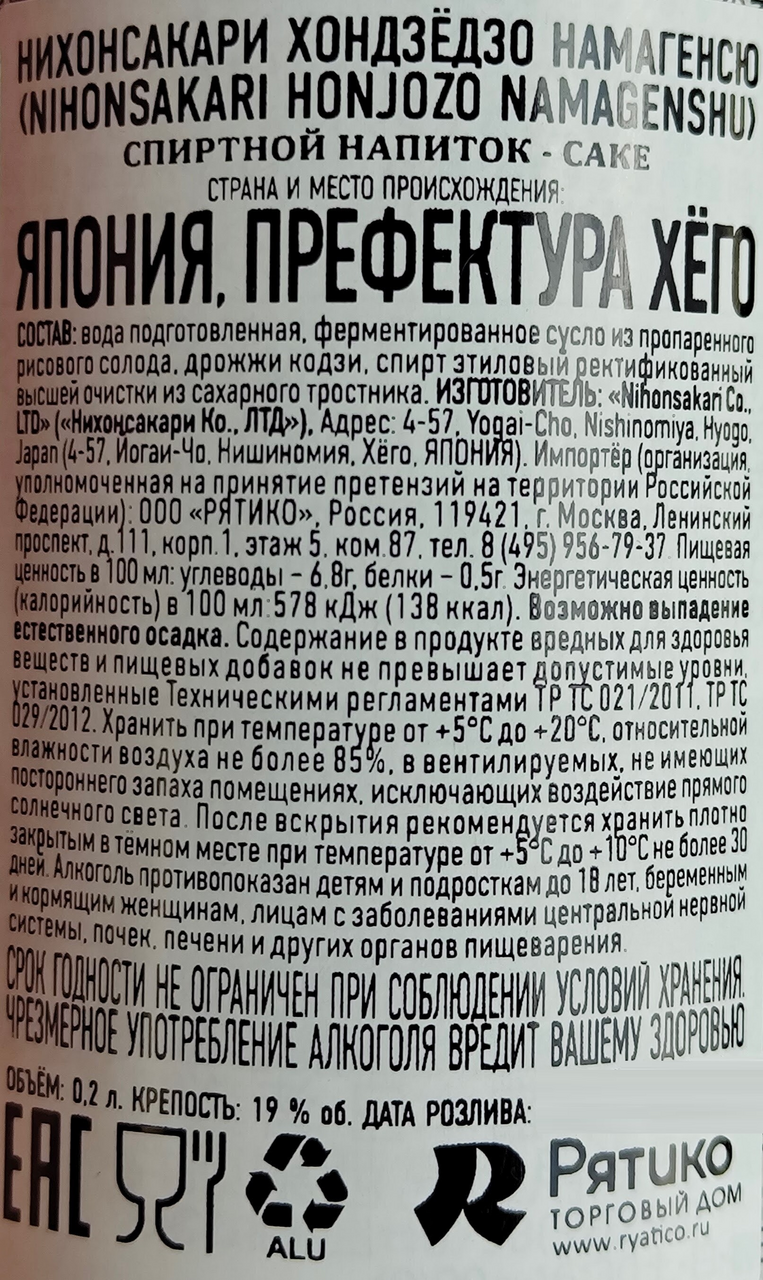 НИХОНСАКАРИ ХОНДЗЁДЗО НАМАГЕНСЮ
(NIHONSAKARI HONJOZO NAMAGENSHU)
СПИРТНОЙ НАПИТОК - САКЕ
СТРАНА И МЕСТО ПРОИСХОЖДЕНИЯ:
ЯПОНИЯ, ПРЕФЕКТУРА ХЁГО
СОСТАВ: вода подготовленная, ферментированное сусло из пропаренного
рисового солода, дрожжи кодзи, спирт этиловый ректификованный
высшей очистки из сахарного тростника. ИЗГОТОВИТЕЛЬ: «Nihonsakari Co.,
LTD» («Нихонсакари Ко., ЛТД»), Адрес: 4-57, Yogai-Cho, Nishinomiya, Hyogo,
Japan (4-57, Йогаи-Чо, Нишиномия, Хёго, ЯПОНИЯ). Импортёр (организация,
уполномоченная на принятие претензий на территории Российской
Федерации): ООО «РЯТИКО», Россия, 119421, г. Москва, Ленинский
проспект, д.111, корп.1, этаж 5, ком.87, тел. 8 (495) 956-79-37. Пищевая
ценность в 100 мл: углеводы – 6,8г, белки – 0,5г. Энергетическая ценность
(калорийность) в 100 мл:578 кДж (138 ккал). Возможно выпадение
естественного осадка. Содержание в продукте вредных для здоровья
веществ и пищевых добавок не превышает допустимые уровни,
установленные Техническими регламентами ТР ТС 021/2011, ТР ТС
029/2012. Хранить при температуре от +5°С до +20°С, относительной
влажности воздуха не более 85%, в вентилируемых, не имеющих
постороннего запаха помещениях, исключающих воздействие прямого
солнечного света. После вскрытия рекомендуется хранить плотно
закрытым в тёмном месте при температуре от +5°С до +10°С не более 30
дней. Алкоголь противопоказан детям и подросткам до 18 лет, беременным
и кормящим женщинам, лицам с заболеваниями центральной нервной
системы, почек, печени и других органов пищеварения.
СРОК ГОДНОСТИ НЕ ОГРАНИЧЕН ПРИ СОБЛЮДЕНИИ УСЛОВИЙ ХРАНЕНИЯ.
ЧРЕЗМЕРНОЕ УПОТРЕБЛЕНИЕ АЛКОГОЛЯ ВРЕДИТ ВАШЕМУ ЗДОРОВЬЮ
ОБЪЁМ: 0,2 л. КРЕПОСТЬ: 19 % об. ДАТА РОЗЛИВА:
EAC
ALU
РЯТИКО
ТОРГОВЫЙ ДОМ
www.ryatico.ru